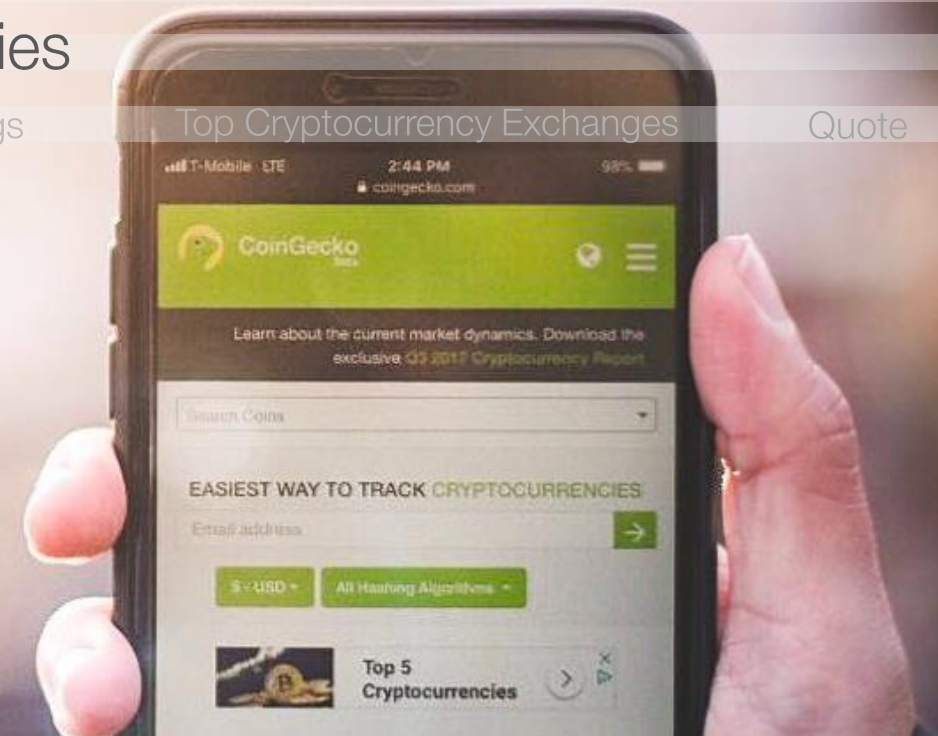 ies
gs Top Cryptocurrency Exchanges Quote
T-Mobile LTE 2:44 PM 98%
coingecko.com
CoinGecko
Beta
Learn about the current market dynamics. Download the
exclusive Q3 2017 Cryptocurrency Report
Search Coins
EASIEST WAY TO TRACK CRYPTOCURRENCIES
Email address
$ - USD
All Hashing Algorithms
Top 5
Cryptocurrencies